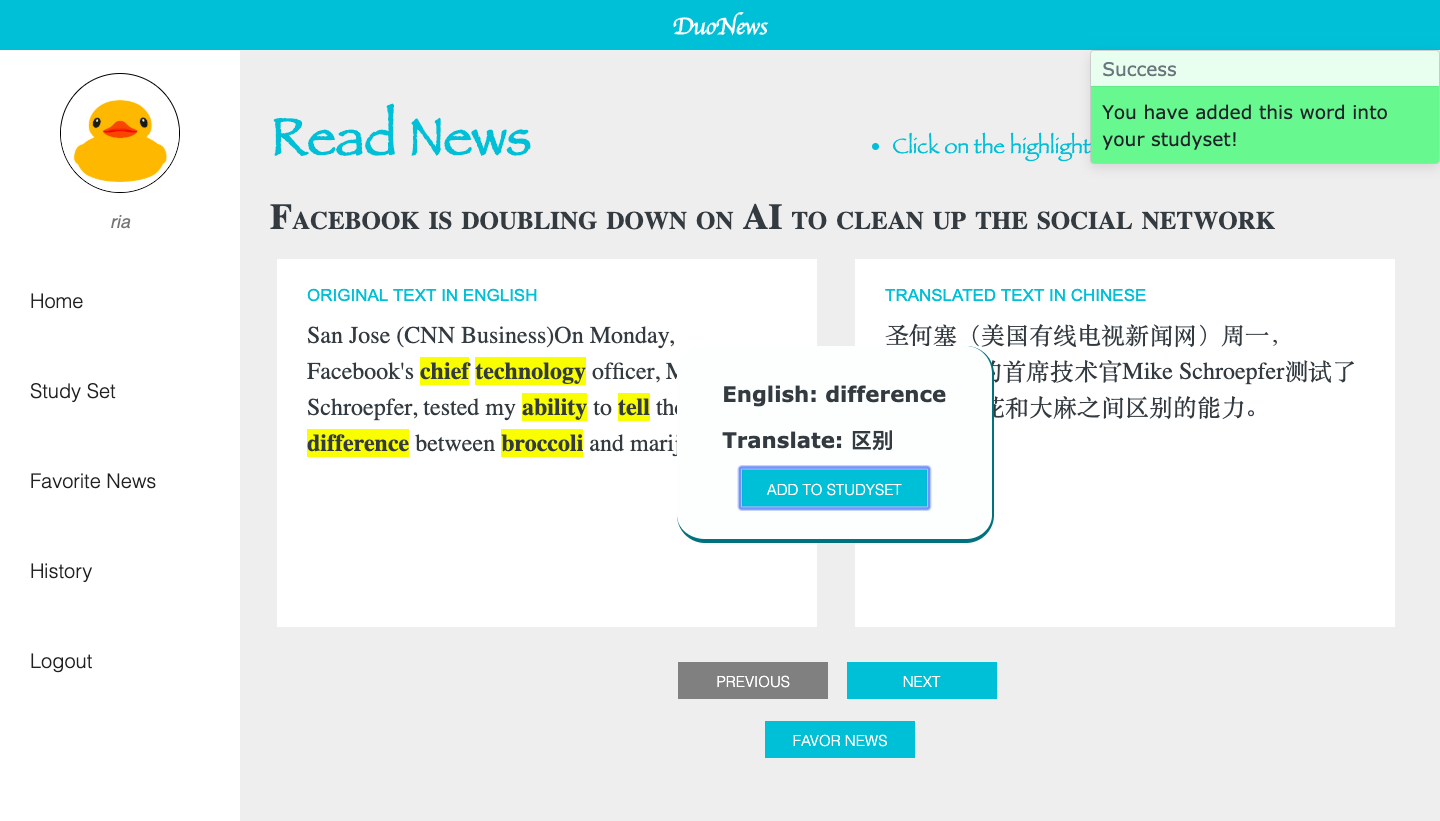 DuoNews
Success
You have added this word into
your studyset!
ria
Home
Study Set
Favorite News
History
Logout
Read News
• Click on the highlight
FACEBOOK IS DOUBLING DOWN ON AI TO CLEAN UP THE SOCIAL NETWORK
ORIGINAL TEXT IN ENGLISH
San Jose (CNN Business)On Monday,
Facebook's chief technology officer, M
Schroepfer, tested my ability to tell the
difference between broccoli and marij
TRANSLATED TEXT IN CHINESE
圣何塞（美国有线电视新闻网）周一，
的首席技术官Mike Schroepfer测试了
花和大麻之间区别的能力。
English: difference
Translate: 区别
ADD TO STUDYSET
PREVIOUS
NEXT
FAVOR NEWS